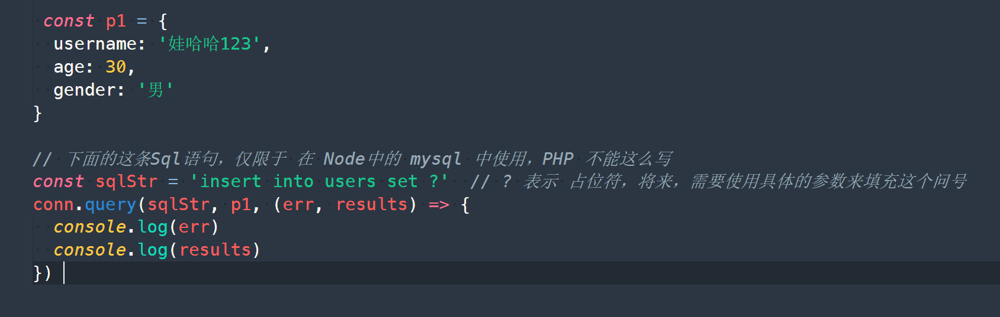 const p1 = {
  username: '娃哈哈123',
  age: 30,
  gender: '男'
}
// 下面的这条Sql语句，仅限于 在 Node中的 mysql 中使用，PHP 不能这么写
const sqlStr = 'insert into users set ?'  // ? 表示 占位符，将来，需要使用具体的参数来填充这个问号
conn.query(sqlStr, p1, (err, results) => {
  console.log(err)
  console.log(results)
})